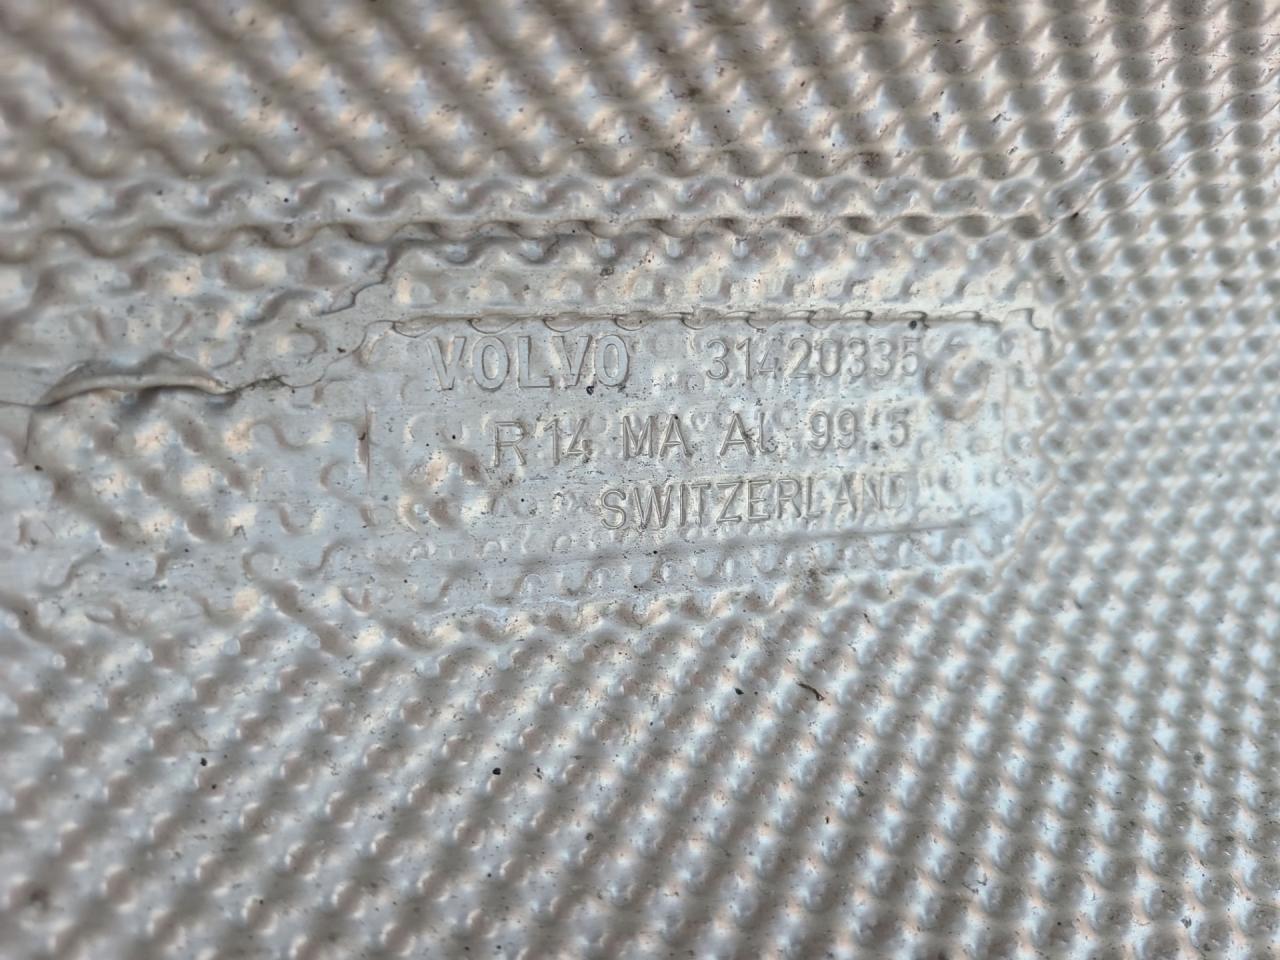 VOLVO 31420335
R14 MA AL 99.5
SWITZERLAND